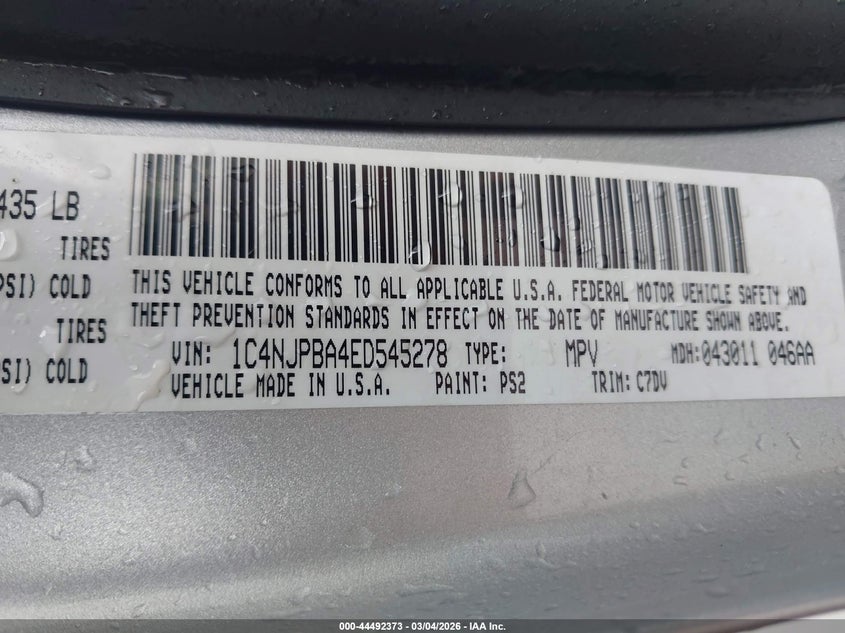 435 LB
TIRES
PSI) COLD
TIRES
SI) COLD
THIS VEHICLE CONFORMS TO ALL APPLICABLE U.S.A. FEDERAL MOTOR VEHICLE SAFETY AND
THEFT PREVENTION STANDARDS IN EFFECT ON THE DATE OF MANUFACTURE SHOWN ABOVE.
VIN: 1C4NJPBA4ED545278 TYPE: MPV MDH:043011 046AA
VEHICLE MADE IN U.S.A. PAINT: PS2 TRIM: C7DV
000-44492373 - 03/04/2026 - IAA Inc.